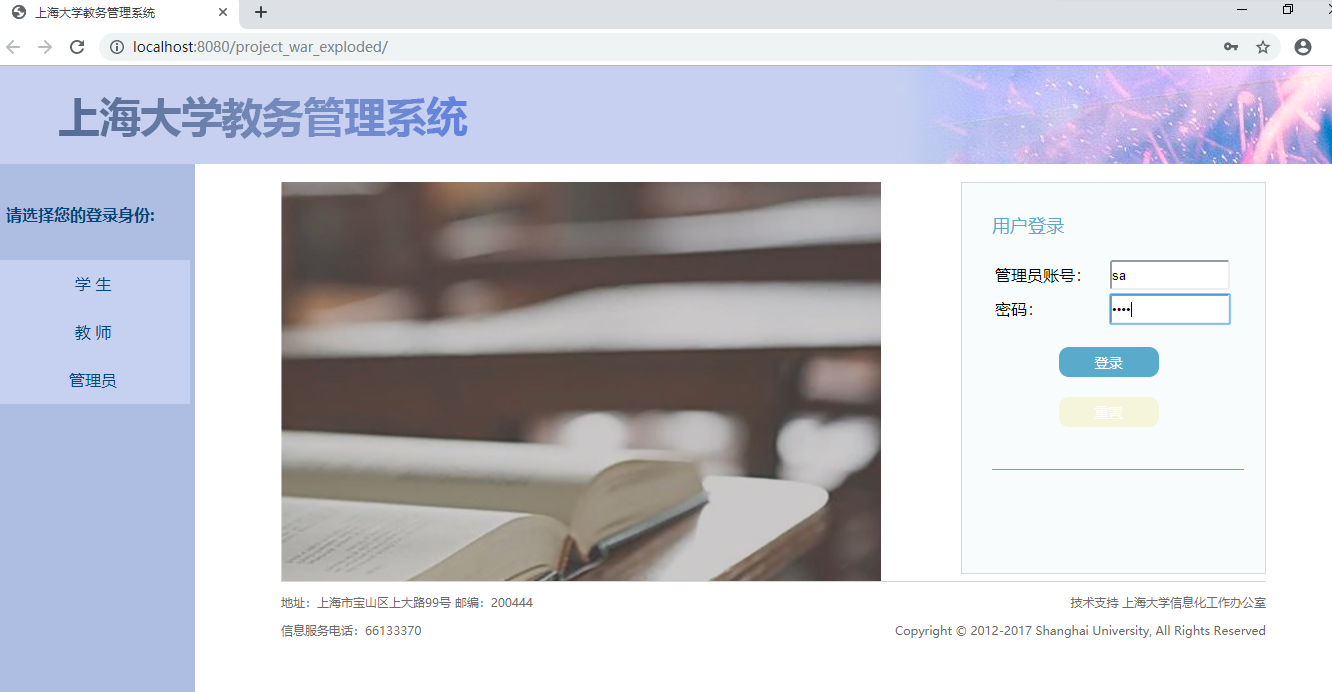 上海大学教务管理系统
localhost:8080/project_war_exploded/
上海大学教务管理系统
请选择您的登录身份:
学 生
教 师
管理员
用户登录
管理员账号: sa
密码: ••••
登录
重置
地址：上海市宝山区上大路99号 邮编：200444
技术支持 上海大学信息化工作办公室
信息服务电话：66133370
Copyright © 2012-2017 Shanghai University, All Rights Reserved